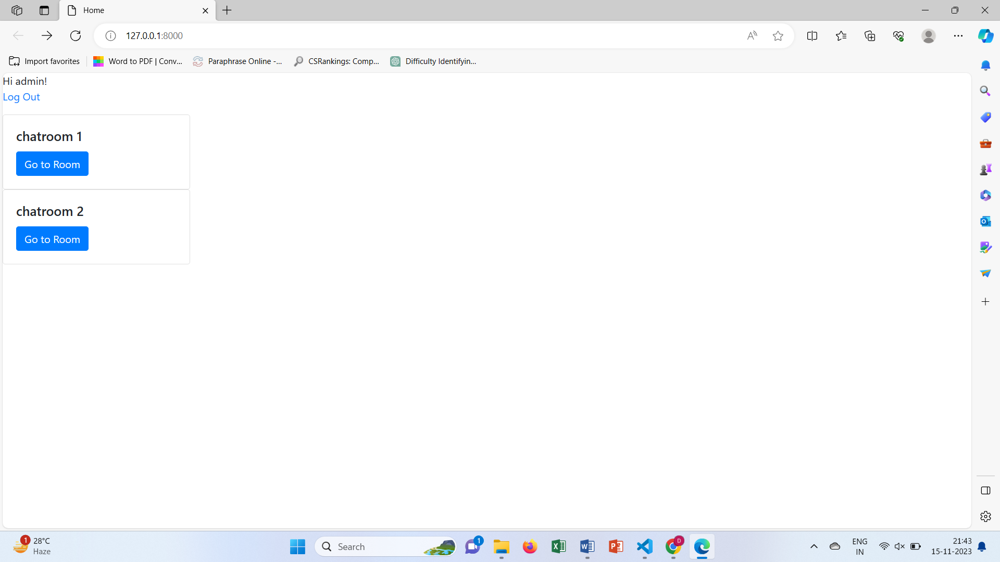 Home
127.0.0.1:8000
Import favorites
Word to PDF | Conv...
Paraphrase Online -...
CSRankings: Comp...
Difficulty Identifyin...
Hi admin!
Log Out
chatroom 1
Go to Room
chatroom 2
Go to Room
1
28°C
Haze
Search
1
D
ENG
IN
21:43
15-11-2023